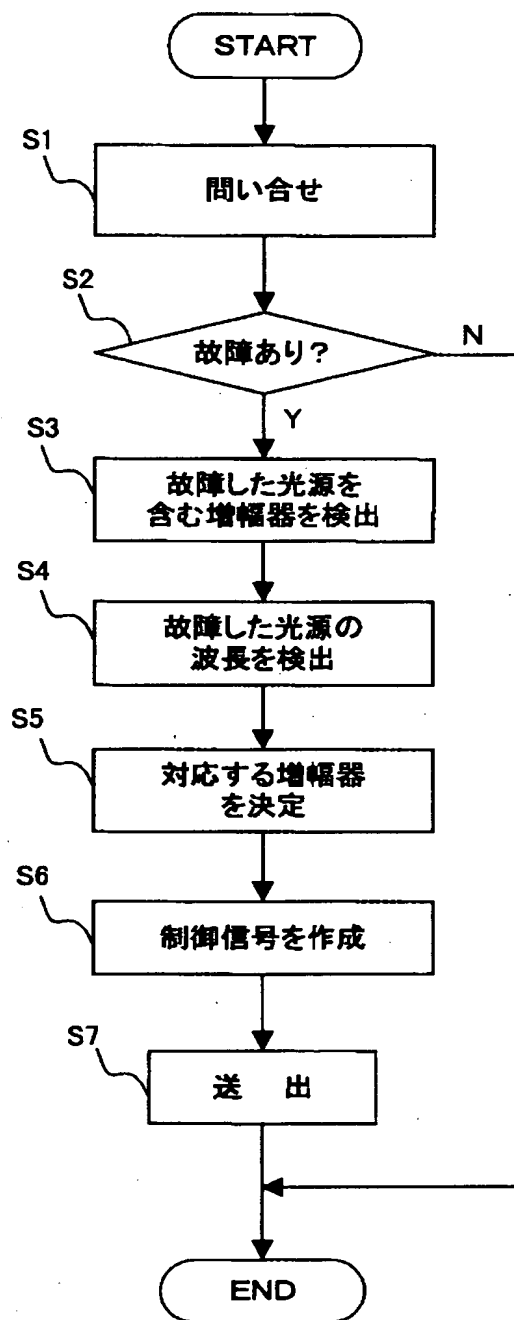 START
S1
問い合せ
S2
故障あり?
N
Y
S3
故障した光源を
含む増幅器を検出
S4
故障した光源の
波長を検出
S5
対応する増幅器
を決定
S6
制御信号を作成
S7
送 出
END